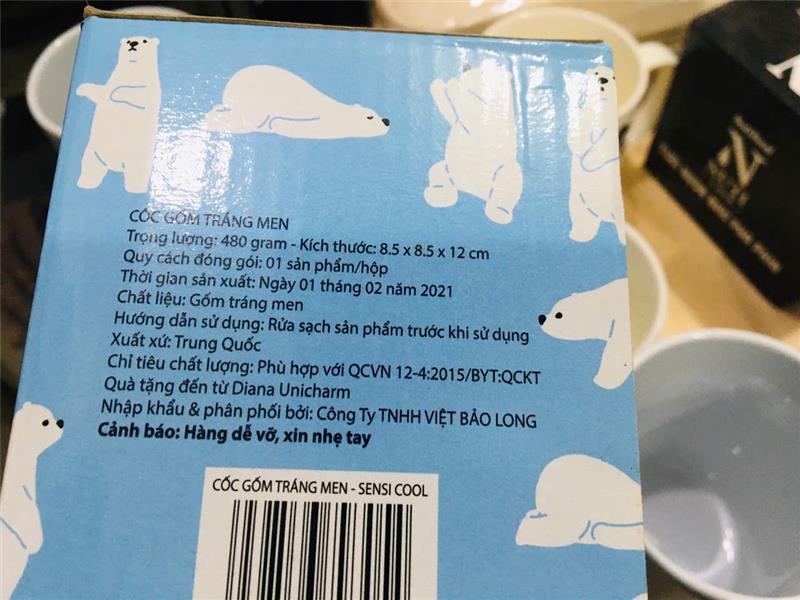 CỐC GỐM TRÁNG MEN
Trọng lượng: 480 gram - Kích thước: 8.5 x 8.5 x 12 cm
Quy cách đóng gói: 01 sản phẩm/hộp
Thời gian sản xuất: Ngày 01 tháng 02 năm 2021
Chất liệu: Gốm tráng men
Hướng dẫn sử dụng: Rửa sạch sản phẩm trước khi sử dụng
Xuất xứ: Trung Quốc
Chỉ tiêu chất lượng: Phù hợp với QCVN 12-4:2015/BYT:QCKT
Quà tặng đến từ Diana Unicharm
Nhập khẩu & phân phối bởi: Công Ty TNHH VIỆT BẢO LONG
Cảnh báo: Hàng dễ vỡ, xin nhẹ tay
CỐC GỐM TRÁNG MEN - SENSI COOL